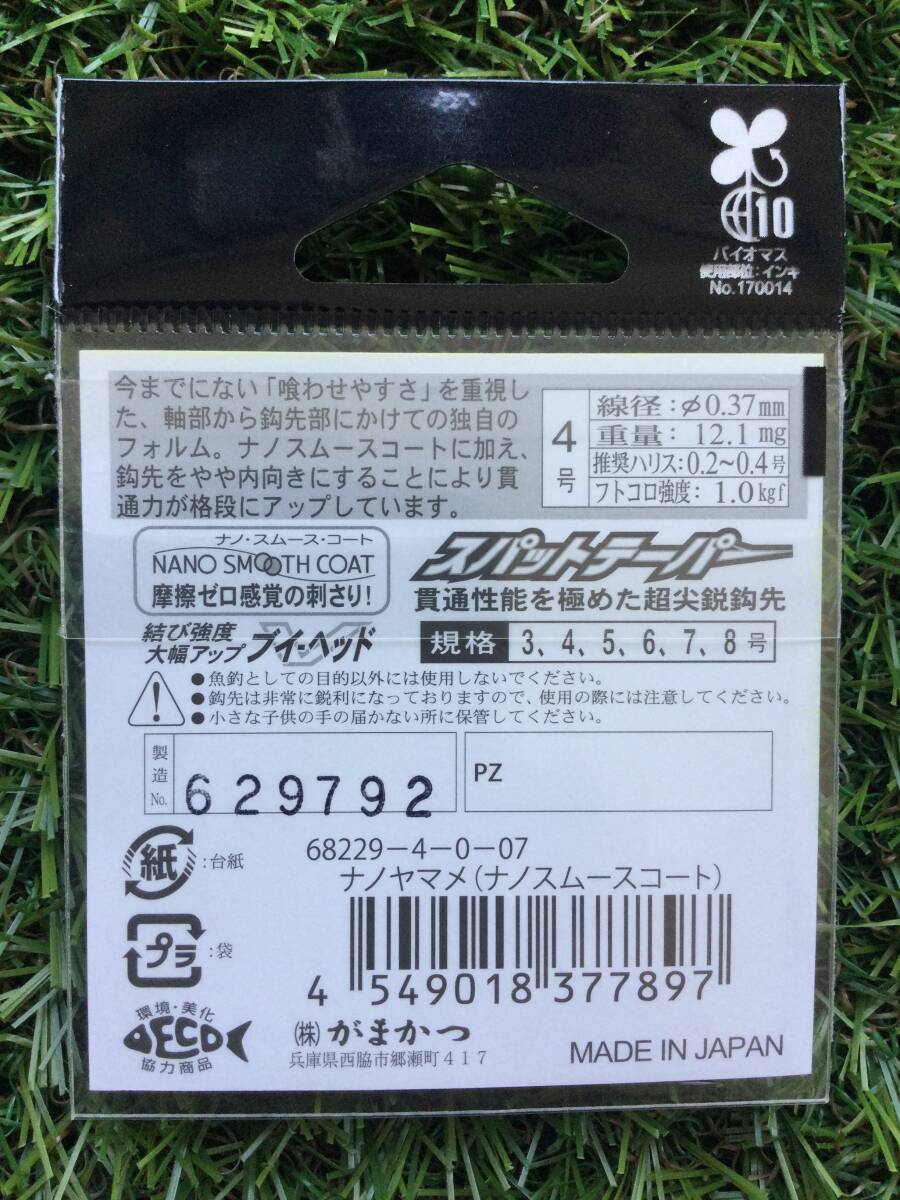 10
バイオマス
使用部位：インキ
No.170014
今までにない「喰わせやすさ」を重視し
た、軸部から鈎先部にかけての独自の
フォルム。ナノスムースコートに加え、
鈎先をやや内向きにすることにより貫
通力が格段にアップしています。
4号
線径：φ0.37mm
重量：12.1mg
推奨ハリス：0.2〜0.4号
フトコロ強度：1.0kgf
ナノ・スムース・コート
NANO SMOOTH COAT
摩擦ゼロ感覚の刺さり！
スパットテーパー
貫通性能を極めた超尖鋭鈎先
結び強度
大幅アップ ブイ-ヘッド
規格 3、4、5、6、7、8号
●魚釣としての目的以外には使用しないでください。
●鈎先は非常に鋭利になっておりますので、使用の際には注意してください。
●小さな子供の手の届かない所に保管してください。
製造No. 629792
PZ
紙：台紙
プラ：袋
68229-4-0-07
ナノヤマメ（ナノスムースコート）
4 549018 377897
環境・美化
ECO
協力商品
㈱がまかつ
兵庫県西脇市郷瀬町417
MADE IN JAPAN